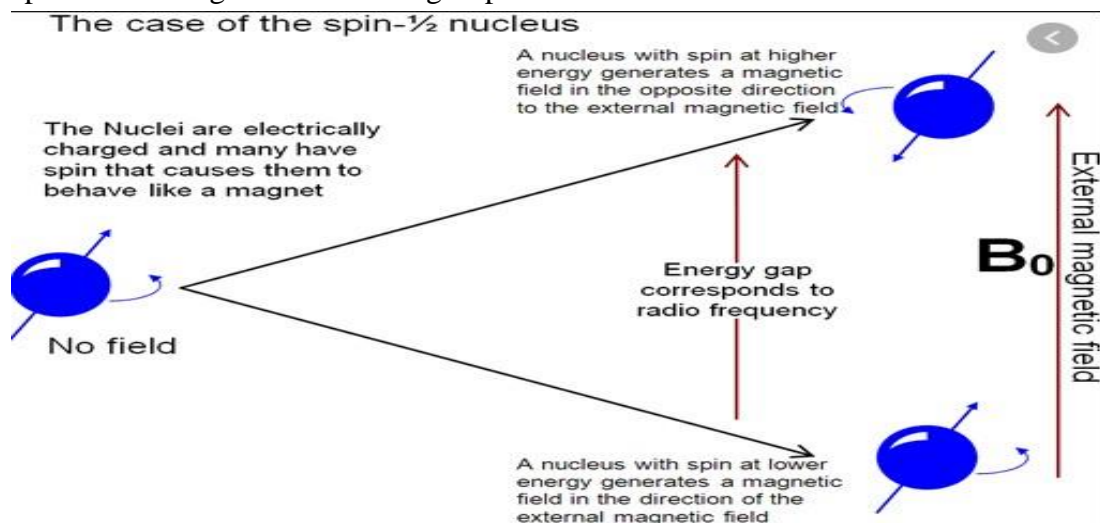 The case of the spin-½ nucleus
A nucleus with spin at higher
energy generates a magnetic
field in the opposite direction
to the external magnetic field
The Nuclei are electrically
charged and many have
spin that causes them to
behave like a magnet
No field
Energy gap
corresponds to
radio frequency
B₀
External magnetic field
A nucleus with spin at lower
energy generates a magnetic
field in the direction of the
external magnetic field